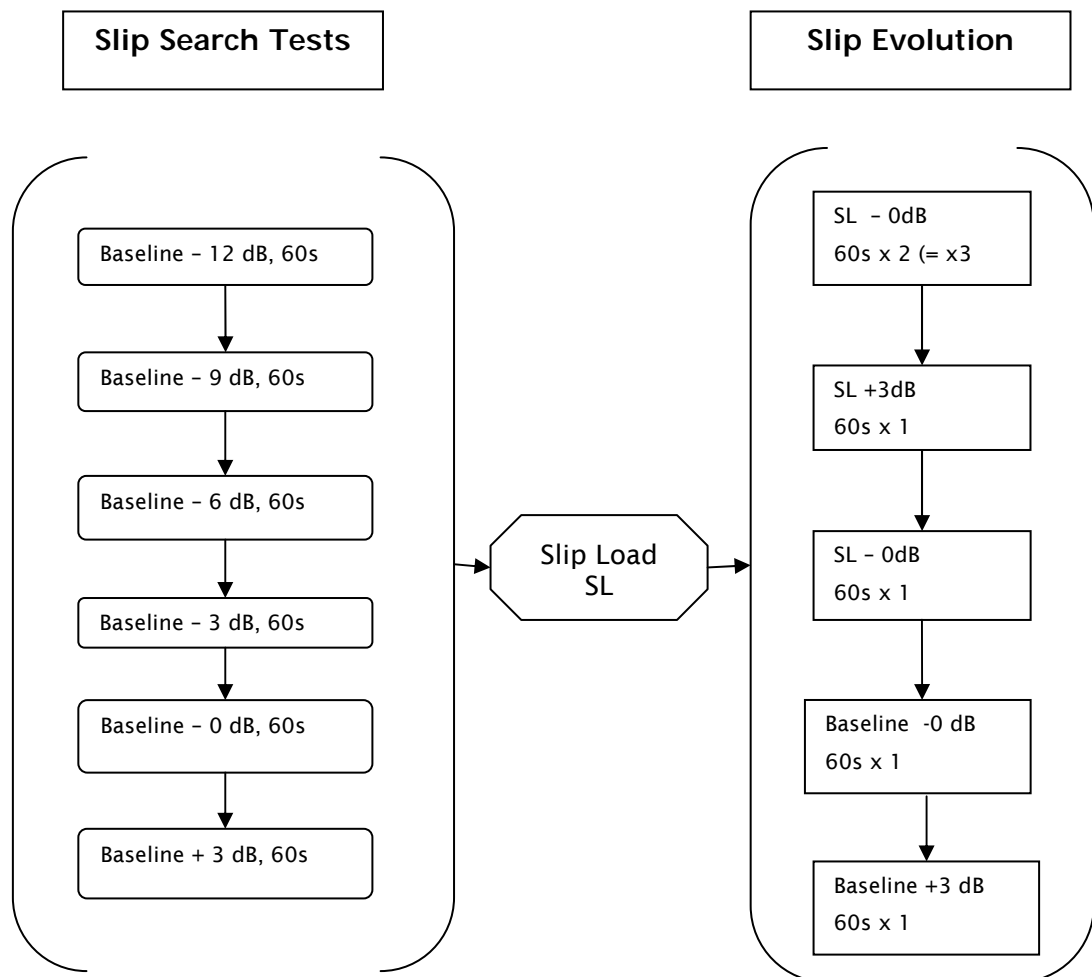 Slip Search Tests
Slip Evolution
Baseline – 12 dB, 60s
Baseline – 9 dB, 60s
Baseline – 6 dB, 60s
Baseline – 3 dB, 60s
Baseline – 0 dB, 60s
Baseline + 3 dB, 60s
Slip Load
SL
SL – 0dB
60s x 2 (= x3
SL +3dB
60s x 1
SL – 0dB
60s x 1
Baseline -0 dB
60s x 1
Baseline +3 dB
60s x 1